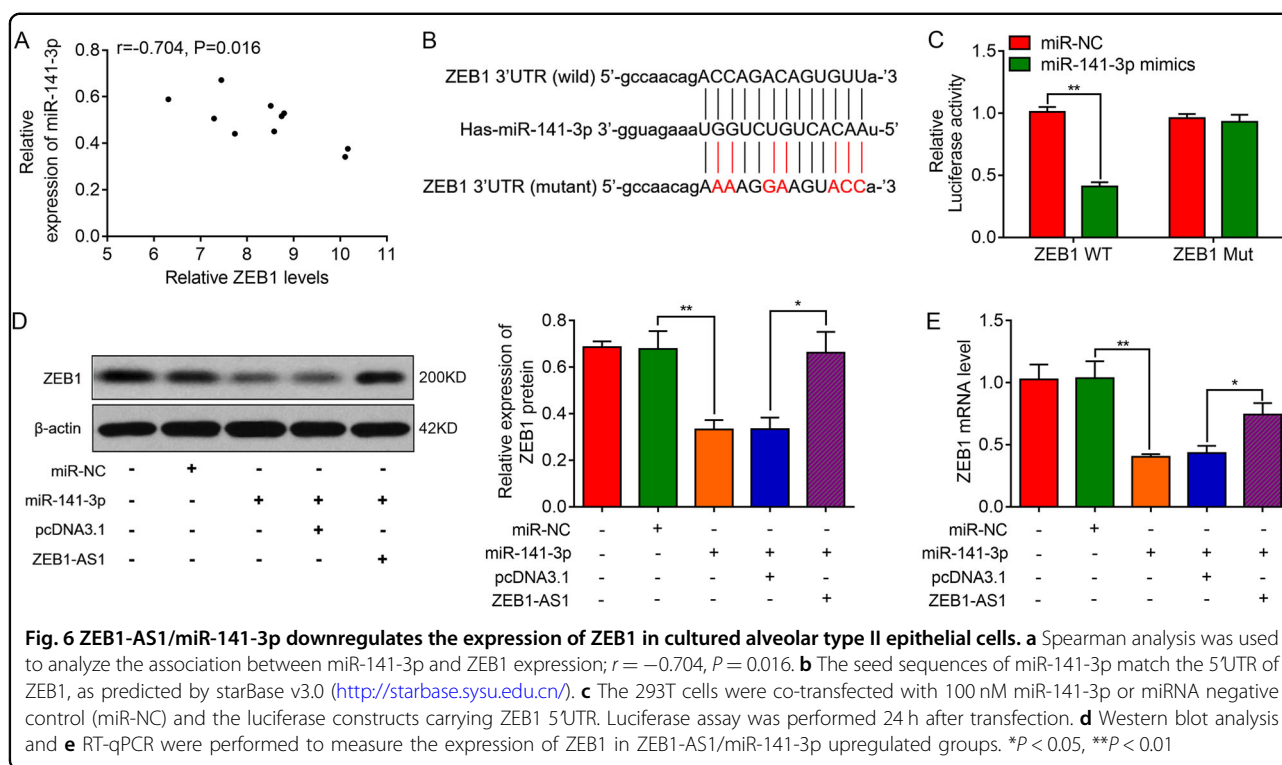 A
r=-0.704, P=0.016
Relative
expression of miR-141-3p
0.8
0.6
0.4
0.2
0.0
5 6 7 8 9 10 11
Relative ZEB1 levels
B
ZEB1 3'UTR (wild) 5'-gccaacagACCAGACAGUGUUa-'3
Has-miR-141-3p 3'-gguagaaaUGGUCUGUCACAAu-5'
ZEB1 3'UTR (mutant) 5'-gccaacagAAAAGGAAGUACCa-'3
C
miR-NC
miR-141-3p mimics
Relative
Luciferase activity
1.5
1.0
0.5
0.0
**
ZEB1 WT ZEB1 Mut
D
ZEB1 200KD
β-actin 42KD
miR-NC - + - - -
miR-141-3p - - + + +
pcDNA3.1 - - - + -
ZEB1-AS1 - - - - +
Relative expression of
ZEB1 pretein
0.8
0.6
0.4
0.2
0.0
** *
miR-NC - + - - -
miR-141-3p - - + + +
pcDNA3.1 - - - + -
ZEB1-AS1 - - - - +
E
ZEB1 mRNA level
1.5
1.0
0.5
0.0
** *
miR-NC - + - - -
miR-141-3p - - + + +
pcDNA3.1 - - - + -
ZEB1-AS1 - - - - +
Fig. 6 ZEB1-AS1/miR-141-3p downregulates the expression of ZEB1 in cultured alveolar type II epithelial cells. a Spearman analysis was used
to analyze the association between miR-141-3p and ZEB1 expression; r = −0.704, P = 0.016. b The seed sequences of miR-141-3p match the 5′UTR of
ZEB1, as predicted by starBase v3.0 (http://starbase.sysu.edu.cn/). c The 293T cells were co-transfected with 100 nM miR-141-3p or miRNA negative
control (miR-NC) and the luciferase constructs carrying ZEB1 5′UTR. Luciferase assay was performed 24 h after transfection. d Western blot analysis
and e RT-qPCR were performed to measure the expression of ZEB1 in ZEB1-AS1/miR-141-3p upregulated groups. *P < 0.05, **P < 0.01